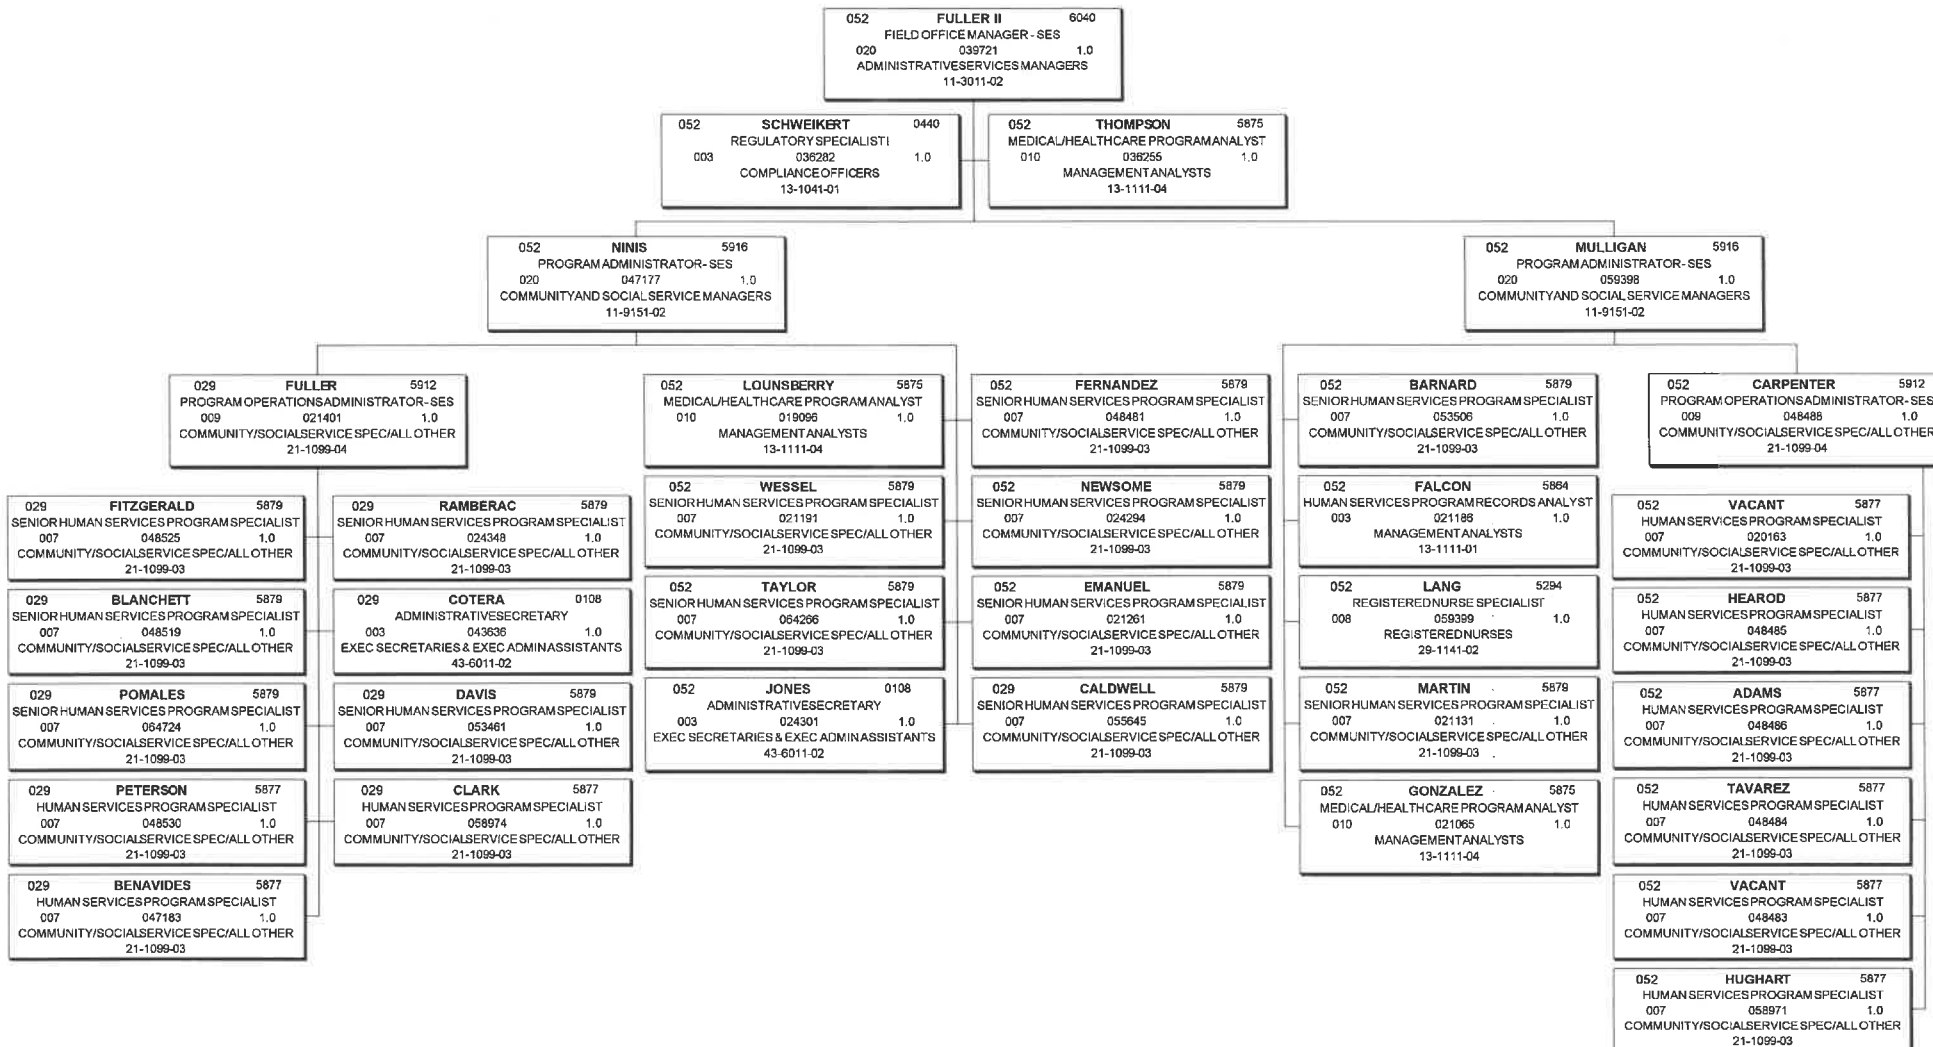 052 FULLER II 6040
FIELD OFFICE MANAGER - SES
020 039721 1.0
ADMINISTRATIVE SERVICES MANAGERS
11-3011-02
052 SCHWEIKERT 0440
REGULATORY SPECIALIST I
003 036282 1.0
COMPLIANCE OFFICERS
13-1041-01
052 THOMPSON 5875
MEDICAL/HEALTHCARE PROGRAM ANALYST
010 036255 1.0
MANAGEMENT ANALYSTS
13-1111-04
052 NINIS 5916
PROGRAM ADMINISTRATOR - SES
020 047177 1.0
COMMUNITY AND SOCIAL SERVICE MANAGERS
11-9151-02
052 MULLIGAN 5916
PROGRAM ADMINISTRATOR - SES
020 059398 1.0
COMMUNITY AND SOCIAL SERVICE MANAGERS
11-9151-02
029 FULLER 5912
PROGRAM OPERATIONS ADMINISTRATOR - SES
009 021401 1.0
COMMUNITY/SOCIAL SERVICE SPEC/ALL OTHER
21-1099-04
029 FITZGERALD 5879
SENIOR HUMAN SERVICES PROGRAM SPECIALIST
007 048525 1.0
COMMUNITY/SOCIAL SERVICE SPEC/ALL OTHER
21-1099-03
029 RAMBERAC 5879
SENIOR HUMAN SERVICES PROGRAM SPECIALIST
007 024348 1.0
COMMUNITY/SOCIAL SERVICE SPEC/ALL OTHER
21-1099-03
029 BLANCHETT 5879
SENIOR HUMAN SERVICES PROGRAM SPECIALIST
007 048519 1.0
COMMUNITY/SOCIAL SERVICE SPEC/ALL OTHER
21-1099-03
029 COTERA 0108
ADMINISTRATIVE SECRETARY
003 043636 1.0
EXEC SECRETARIES & EXEC ADMIN ASSISTANTS
43-6011-02
029 POMALES 5879
SENIOR HUMAN SERVICES PROGRAM SPECIALIST
007 064724 1.0
COMMUNITY/SOCIAL SERVICE SPEC/ALL OTHER
21-1099-03
029 DAVIS 5879
SENIOR HUMAN SERVICES PROGRAM SPECIALIST
007 053461 1.0
COMMUNITY/SOCIAL SERVICE SPEC/ALL OTHER
21-1099-03
029 PETERSON 5877
HUMAN SERVICES PROGRAM SPECIALIST
007 048530 1.0
COMMUNITY/SOCIAL SERVICE SPEC/ALL OTHER
21-1099-03
029 CLARK 5877
HUMAN SERVICES PROGRAM SPECIALIST
007 058974 1.0
COMMUNITY/SOCIAL SERVICE SPEC/ALL OTHER
21-1099-03
029 BENAVIDES 5877
HUMAN SERVICES PROGRAM SPECIALIST
007 047183 1.0
COMMUNITY/SOCIAL SERVICE SPEC/ALL OTHER
21-1099-03
052 LOUNSBERRY 5875
MEDICAL/HEALTHCARE PROGRAM ANALYST
010 019096 1.0
MANAGEMENT ANALYSTS
13-1111-04
052 FERNANDEZ 5879
SENIOR HUMAN SERVICES PROGRAM SPECIALIST
007 048481 1.0
COMMUNITY/SOCIAL SERVICE SPEC/ALL OTHER
21-1099-03
052 WESSEL 5879
SENIOR HUMAN SERVICES PROGRAM SPECIALIST
007 021191 1.0
COMMUNITY/SOCIAL SERVICE SPEC/ALL OTHER
21-1099-03
052 NEWSOME 5879
SENIOR HUMAN SERVICES PROGRAM SPECIALIST
007 024294 1.0
COMMUNITY/SOCIAL SERVICE SPEC/ALL OTHER
21-1099-03
052 TAYLOR 5879
SENIOR HUMAN SERVICES PROGRAM SPECIALIST
007 064266 1.0
COMMUNITY/SOCIAL SERVICE SPEC/ALL OTHER
21-1099-03
052 EMANUEL 5879
SENIOR HUMAN SERVICES PROGRAM SPECIALIST
007 021261 1.0
COMMUNITY/SOCIAL SERVICE SPEC/ALL OTHER
21-1099-03
052 JONES 0108
ADMINISTRATIVE SECRETARY
003 024301 1.0
EXEC SECRETARIES & EXEC ADMIN ASSISTANTS
43-6011-02
029 CALDWELL 5879
SENIOR HUMAN SERVICES PROGRAM SPECIALIST
007 055645 1.0
COMMUNITY/SOCIAL SERVICE SPEC/ALL OTHER
21-1099-03
052 BARNARD 5879
SENIOR HUMAN SERVICES PROGRAM SPECIALIST
007 053506 1.0
COMMUNITY/SOCIAL SERVICE SPEC/ALL OTHER
21-1099-03
052 FALCON 5864
HUMAN SERVICES PROGRAM RECORDS ANALYST
003 021186 1.0
MANAGEMENT ANALYSTS
13-1111-01
052 LANG 5294
REGISTERED NURSE SPECIALIST
008 059399 1.0
REGISTERED NURSES
29-1141-02
052 MARTIN 5879
SENIOR HUMAN SERVICES PROGRAM SPECIALIST
007 021131 1.0
COMMUNITY/SOCIAL SERVICE SPEC/ALL OTHER
21-1099-03
052 GONZALEZ 5875
MEDICAL/HEALTHCARE PROGRAM ANALYST
010 021065 1.0
MANAGEMENT ANALYSTS
13-1111-04
052 CARPENTER 5912
PROGRAM OPERATIONS ADMINISTRATOR - SES
009 048488 1.0
COMMUNITY/SOCIAL SERVICE SPEC/ALL OTHER
21-1099-04
052 VACANT 5877
HUMAN SERVICES PROGRAM SPECIALIST
007 020163 1.0
COMMUNITY/SOCIAL SERVICE SPEC/ALL OTHER
21-1099-03
052 HEAROD 5877
HUMAN SERVICES PROGRAM SPECIALIST
007 048485 1.0
COMMUNITY/SOCIAL SERVICE SPEC/ALL OTHER
21-1099-03
052 ADAMS 5877
HUMAN SERVICES PROGRAM SPECIALIST
007 048486 1.0
COMMUNITY/SOCIAL SERVICE SPEC/ALL OTHER
21-1099-03
052 TAVAREZ 5877
HUMAN SERVICES PROGRAM SPECIALIST
007 048484 1.0
COMMUNITY/SOCIAL SERVICE SPEC/ALL OTHER
21-1099-03
052 VACANT 5877
HUMAN SERVICES PROGRAM SPECIALIST
007 048483 1.0
COMMUNITY/SOCIAL SERVICE SPEC/ALL OTHER
21-1099-03
052 HUGHART 5877
HUMAN SERVICES PROGRAM SPECIALIST
007 058971 1.0
COMMUNITY/SOCIAL SERVICE SPEC/ALL OTHER
21-1099-03